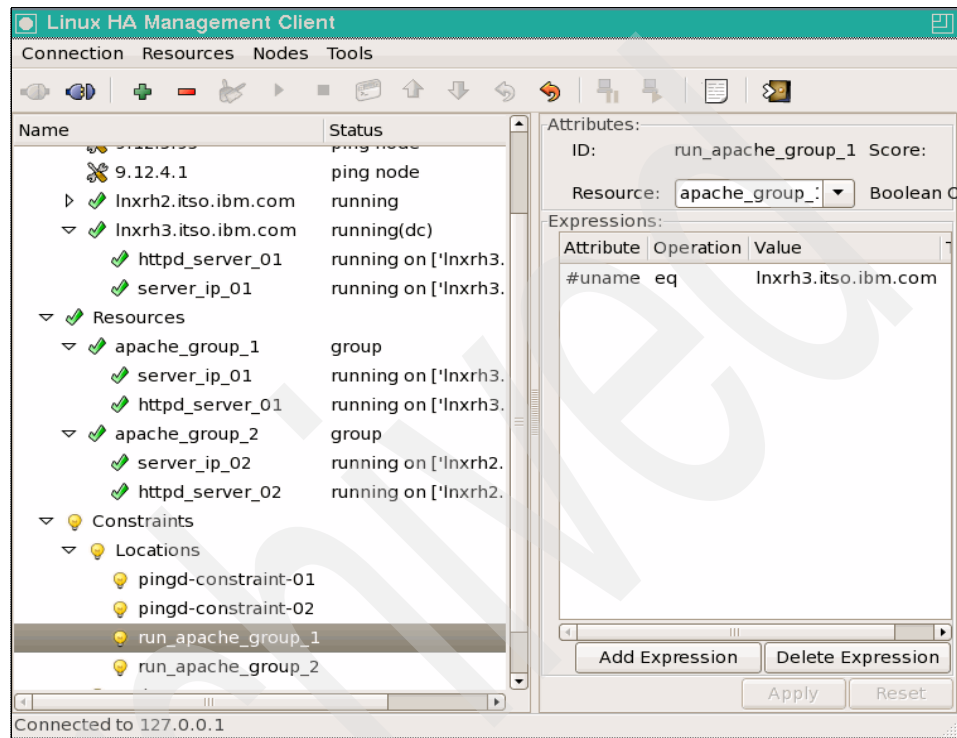 Linux HA Management Client
Connection Resources Nodes Tools
Name Status
ping node
9.12.4.1 ping node
lnxrh2.itso.ibm.com running
lnxrh3.itso.ibm.com running(dc)
httpd_server_01 running on ['lnxrh3.
server_ip_01 running on ['lnxrh3.
Resources
apache_group_1 group
server_ip_01 running on ['lnxrh3.
httpd_server_01 running on ['lnxrh3.
apache_group_2 group
server_ip_02 running on ['lnxrh2.
httpd_server_02 running on ['lnxrh2.
Constraints
Locations
pingd-constraint-01
pingd-constraint-02
run_apache_group_1
run_apache_group_2
Connected to 127.0.0.1
Attributes:
ID: run_apache_group_1 Score:
Resource: apache_group_ Boolean
Expressions:
Attribute Operation Value
#uname eq lnxrh3.itso.ibm.com
Add Expression Delete Expression
Apply Reset